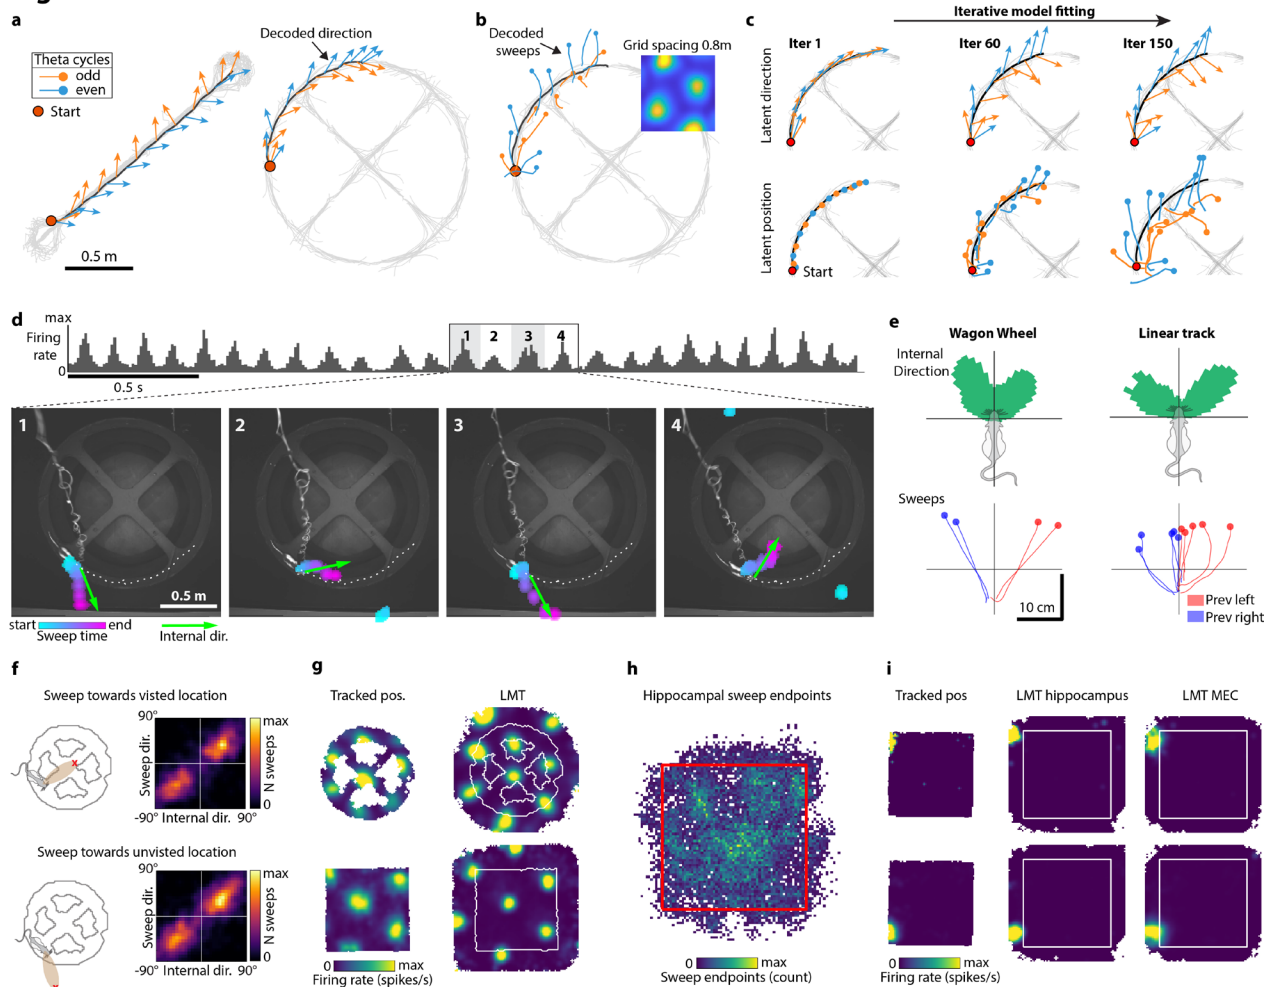 a
Theta cycles
odd
even
Start
0.5 m
Decoded direction
b
Decoded
sweeps
Grid spacing 0.8m
c
Iterative model fitting
Iter 1
Iter 60
Iter 150
Latent direction
Latent position
Start
d
max
Firing
rate
0
0.5 s
1 2 3 4
1
2
3
4
0.5 m
start
end
Sweep time
Internal dir.
e
Wagon Wheel
Linear track
Internal
Direction
Sweeps
10 cm
Prev left
Prev right
f
Sweep towards visted location
90°
Sweep dir.
-90°
Internal dir.
90°
max
N sweeps
0
x
Sweep towards unvisted location
90°
Sweep dir.
-90°
Internal dir.
90°
max
N sweeps
0
g
Tracked pos.
LMT
0
max
Firing rate (spikes/s)
h
Hippocampal sweep endpoints
0
max
Sweep endpoints (count)
i
Tracked pos
LMT hippocampus
LMT MEC
0
max
Firing rate (spikes/s)